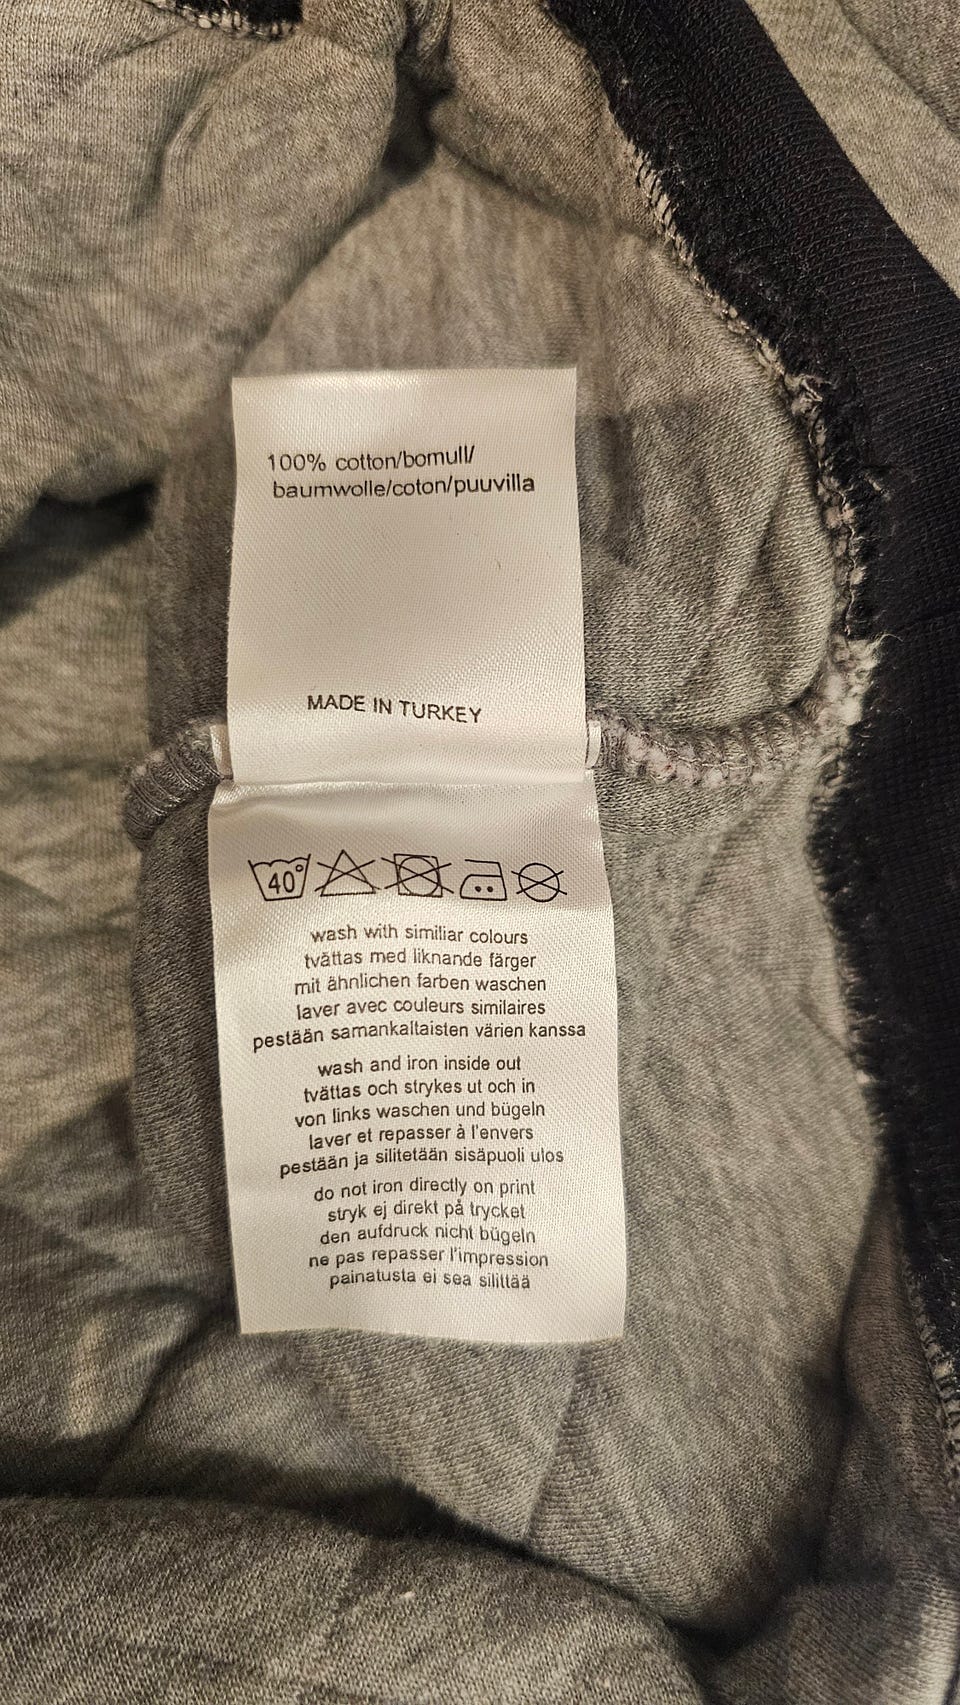 100% cotton/bomull/
baumwolle/coton/puuvilla
MADE IN TURKEY
40°
wash with similiar colours
tvättas med liknande färger
mit ähnlichen farben waschen
laver avec couleurs similaires
pestään samankaltaisten värien kanssa
wash and iron inside out
tvättas och strykes ut och in
von links waschen und bügeln
laver et repasser à l'envers
pestään ja silitetään sisäpuoli ulos
do not iron directly on print
stryk ej direkt på trycket
den aufdruck nicht bügeln
ne pas repasser l'impression
painatusta ei sea silittää